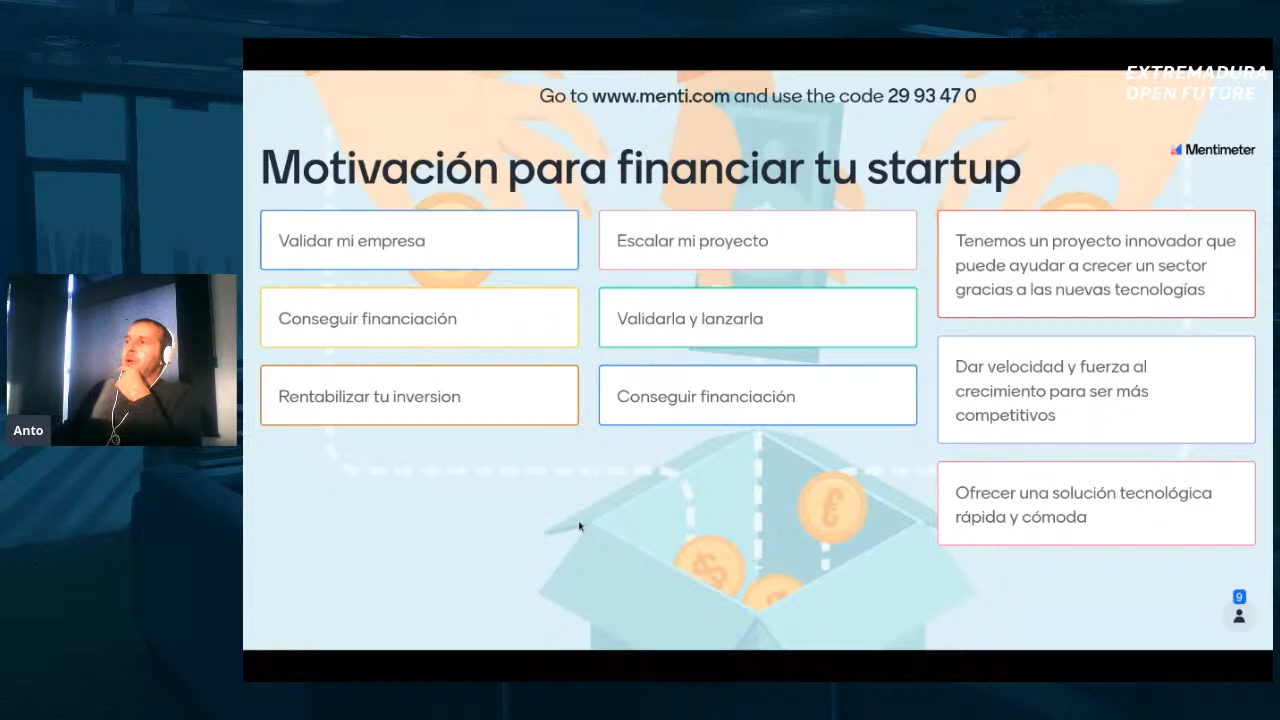 EXTREMADURA
OPEN FUTURE
Go to www.menti.com and use the code 29 93 47 0
Mentimeter
Motivación para financiar tu startup
Validar mi empresa
Conseguir financiación
Rentabilizar tu inversion
Escalar mi proyecto
Validarla y lanzarla
Conseguir financiación
Tenemos un proyecto innovador que
puede ayudar a crecer un sector
gracias a las nuevas tecnologías
Dar velocidad y fuerza al
crecimiento para ser más
competitivos
Ofrecer una solución tecnológica
rápida y cómoda
9
Anto